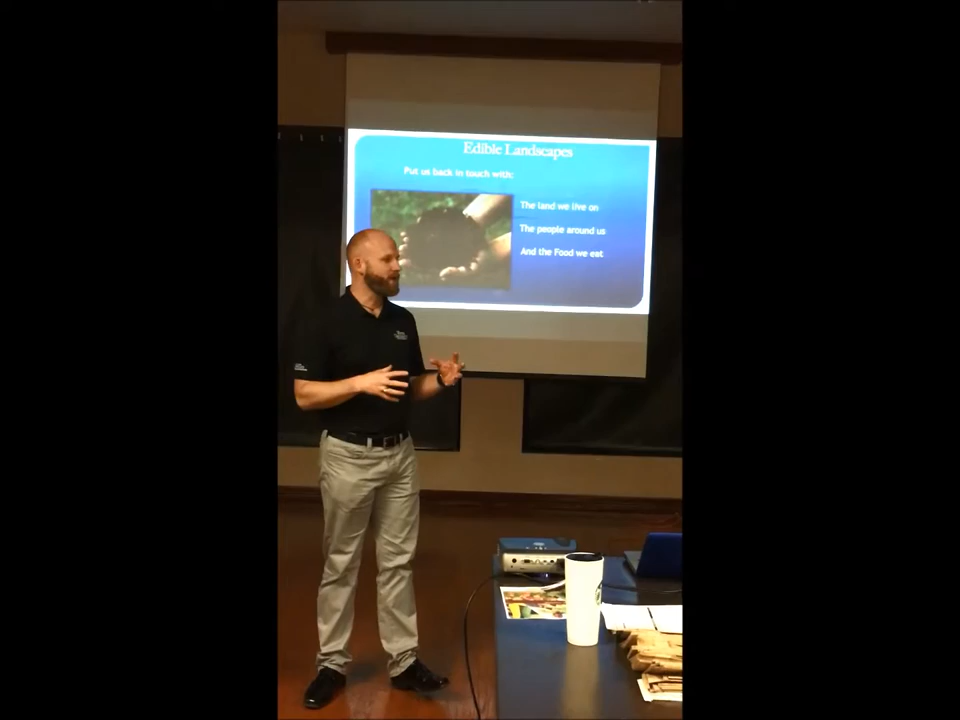 Edible Landscapes
Put us back in touch with:
The land we live on
The people around us
And the Food we eat